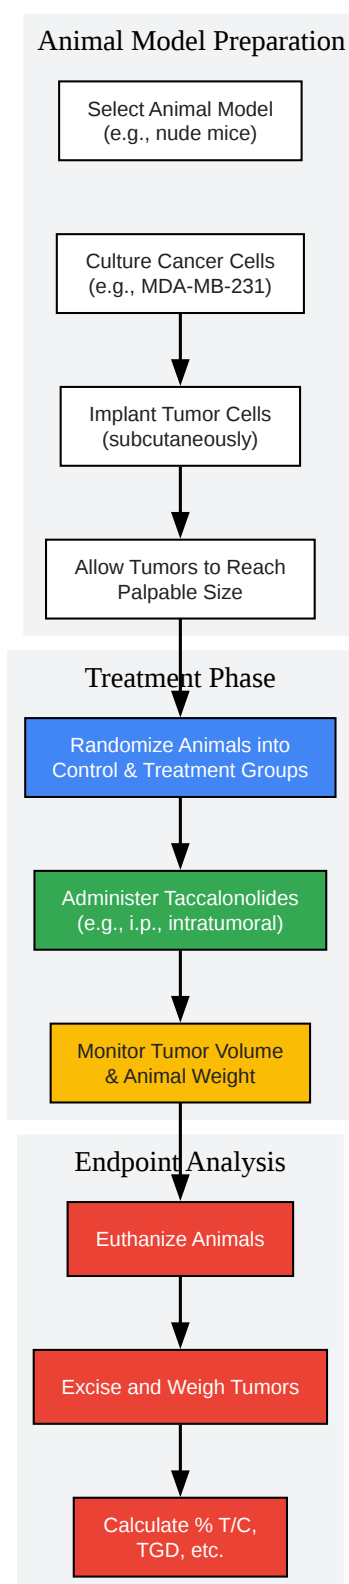 Animal Model Preparation
Select Animal Model
(e.g., nude mice)
Culture Cancer Cells
(e.g., MDA-MB-231)
Implant Tumor Cells
(subcutaneously)
Allow Tumors to Reach
Palpable Size
Treatment Phase
Randomize Animals into
Control & Treatment Groups
Administer Taccalonolides
(e.g., i.p., intratumoral)
Monitor Tumor Volume
& Animal Weight
Endpoint Analysis
Euthanize Animals
Excise and Weigh Tumors
Calculate % T/C,
TGD, etc.